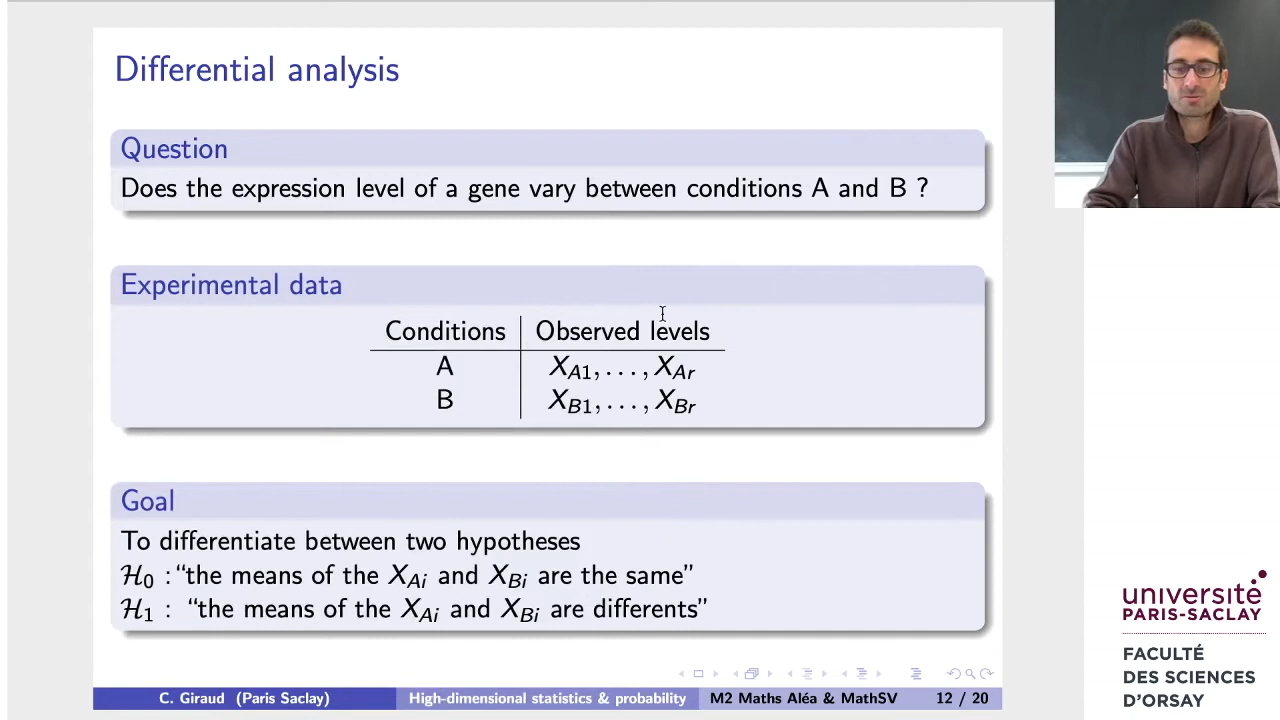 Differential analysis
Question
Does the expression level of a gene vary between conditions A and B ?
Experimental data
Conditions Observed levels
A X_{A1}, . . . , X_{Ar}
B X_{B1}, . . . , X_{Br}
Goal
To differentiate between two hypotheses
ℋ_0 : “the means of the X_{Ai} and X_{Bi} are the same”
ℋ_1 : “the means of the X_{Ai} and X_{Bi} are differents”
C. Giraud (Paris Saclay) High-dimensional statistics & probability M2 Maths Aléa & MathSV 12 / 20
université
PARIS-SACLAY
FACULTÉ
DES SCIENCES
D’ORSAY